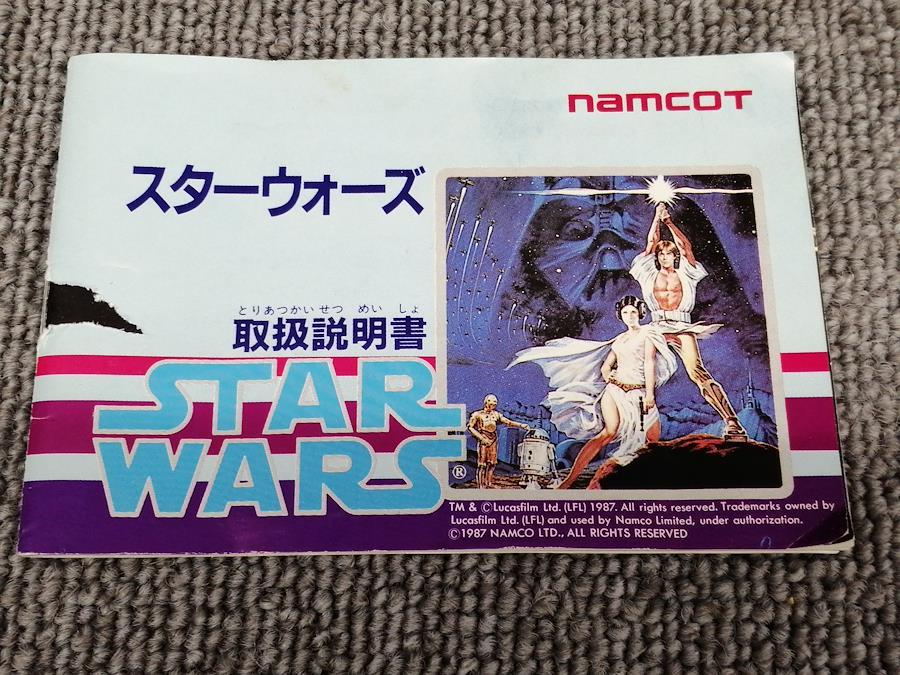 namcoT
スターウォーズ
とりあつかいせつ めい しょ
取扱説明書
STAR
WARS
®
TM & ©Lucasfilm Ltd. (LFL) 1987. All rights reserved. Trademarks owned by
Lucasfilm Ltd. (LFL) and used by Namco Limited, under authorization.
©1987 NAMCO LTD., ALL RIGHTS RESERVED